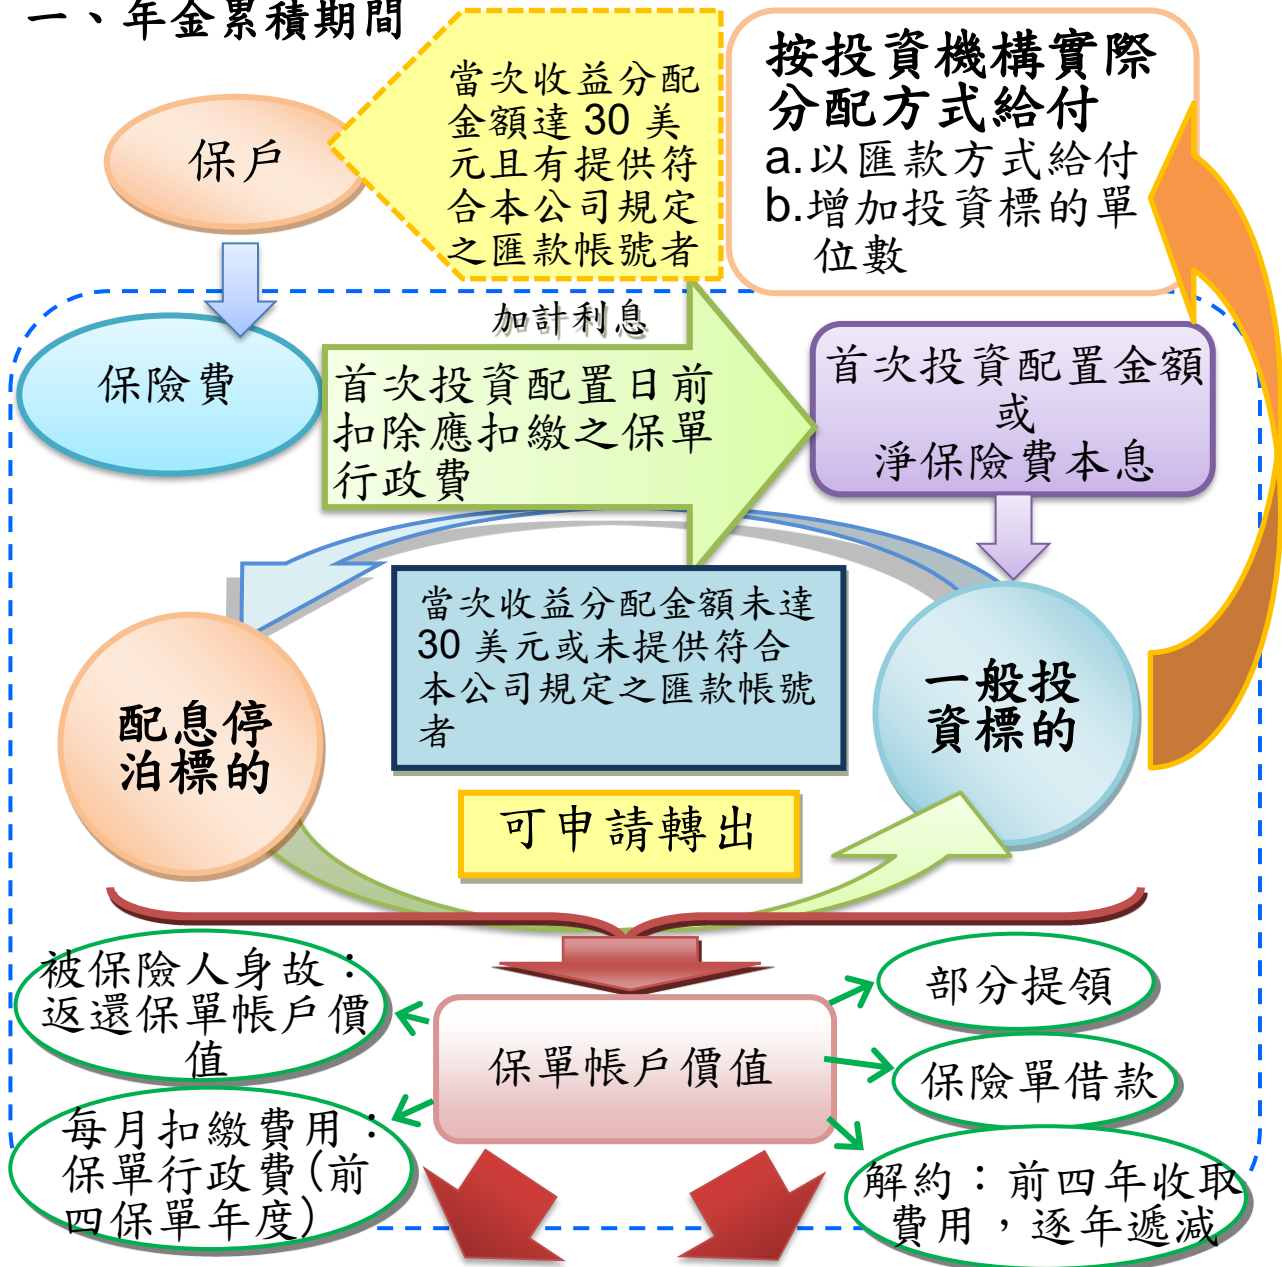 一、年金累積期間
保戶
當次收益分配
金額達 30 美
元且有提供符
合本公司規定
之匯款帳號者
按投資機構實際
分配方式給付
a.以匯款方式給付
b.增加投資標的單
位數
加計利息
保險費
首次投資配置日前
扣除應扣繳之保單
行政費
首次投資配置金額
或
淨保險費本息
當次收益分配金額未達
30 美元或未提供符合
本公司規定之匯款帳號
者
配息停
泊標的
一般投
資標的
可申請轉出
被保險人身故：
返還保單帳戶價
值
保單帳戶價值
部分提領
保險單借款
每月扣繳費用：
保單行政費(前
四保單年度)
解約：前四年收取
費用，逐年遞減